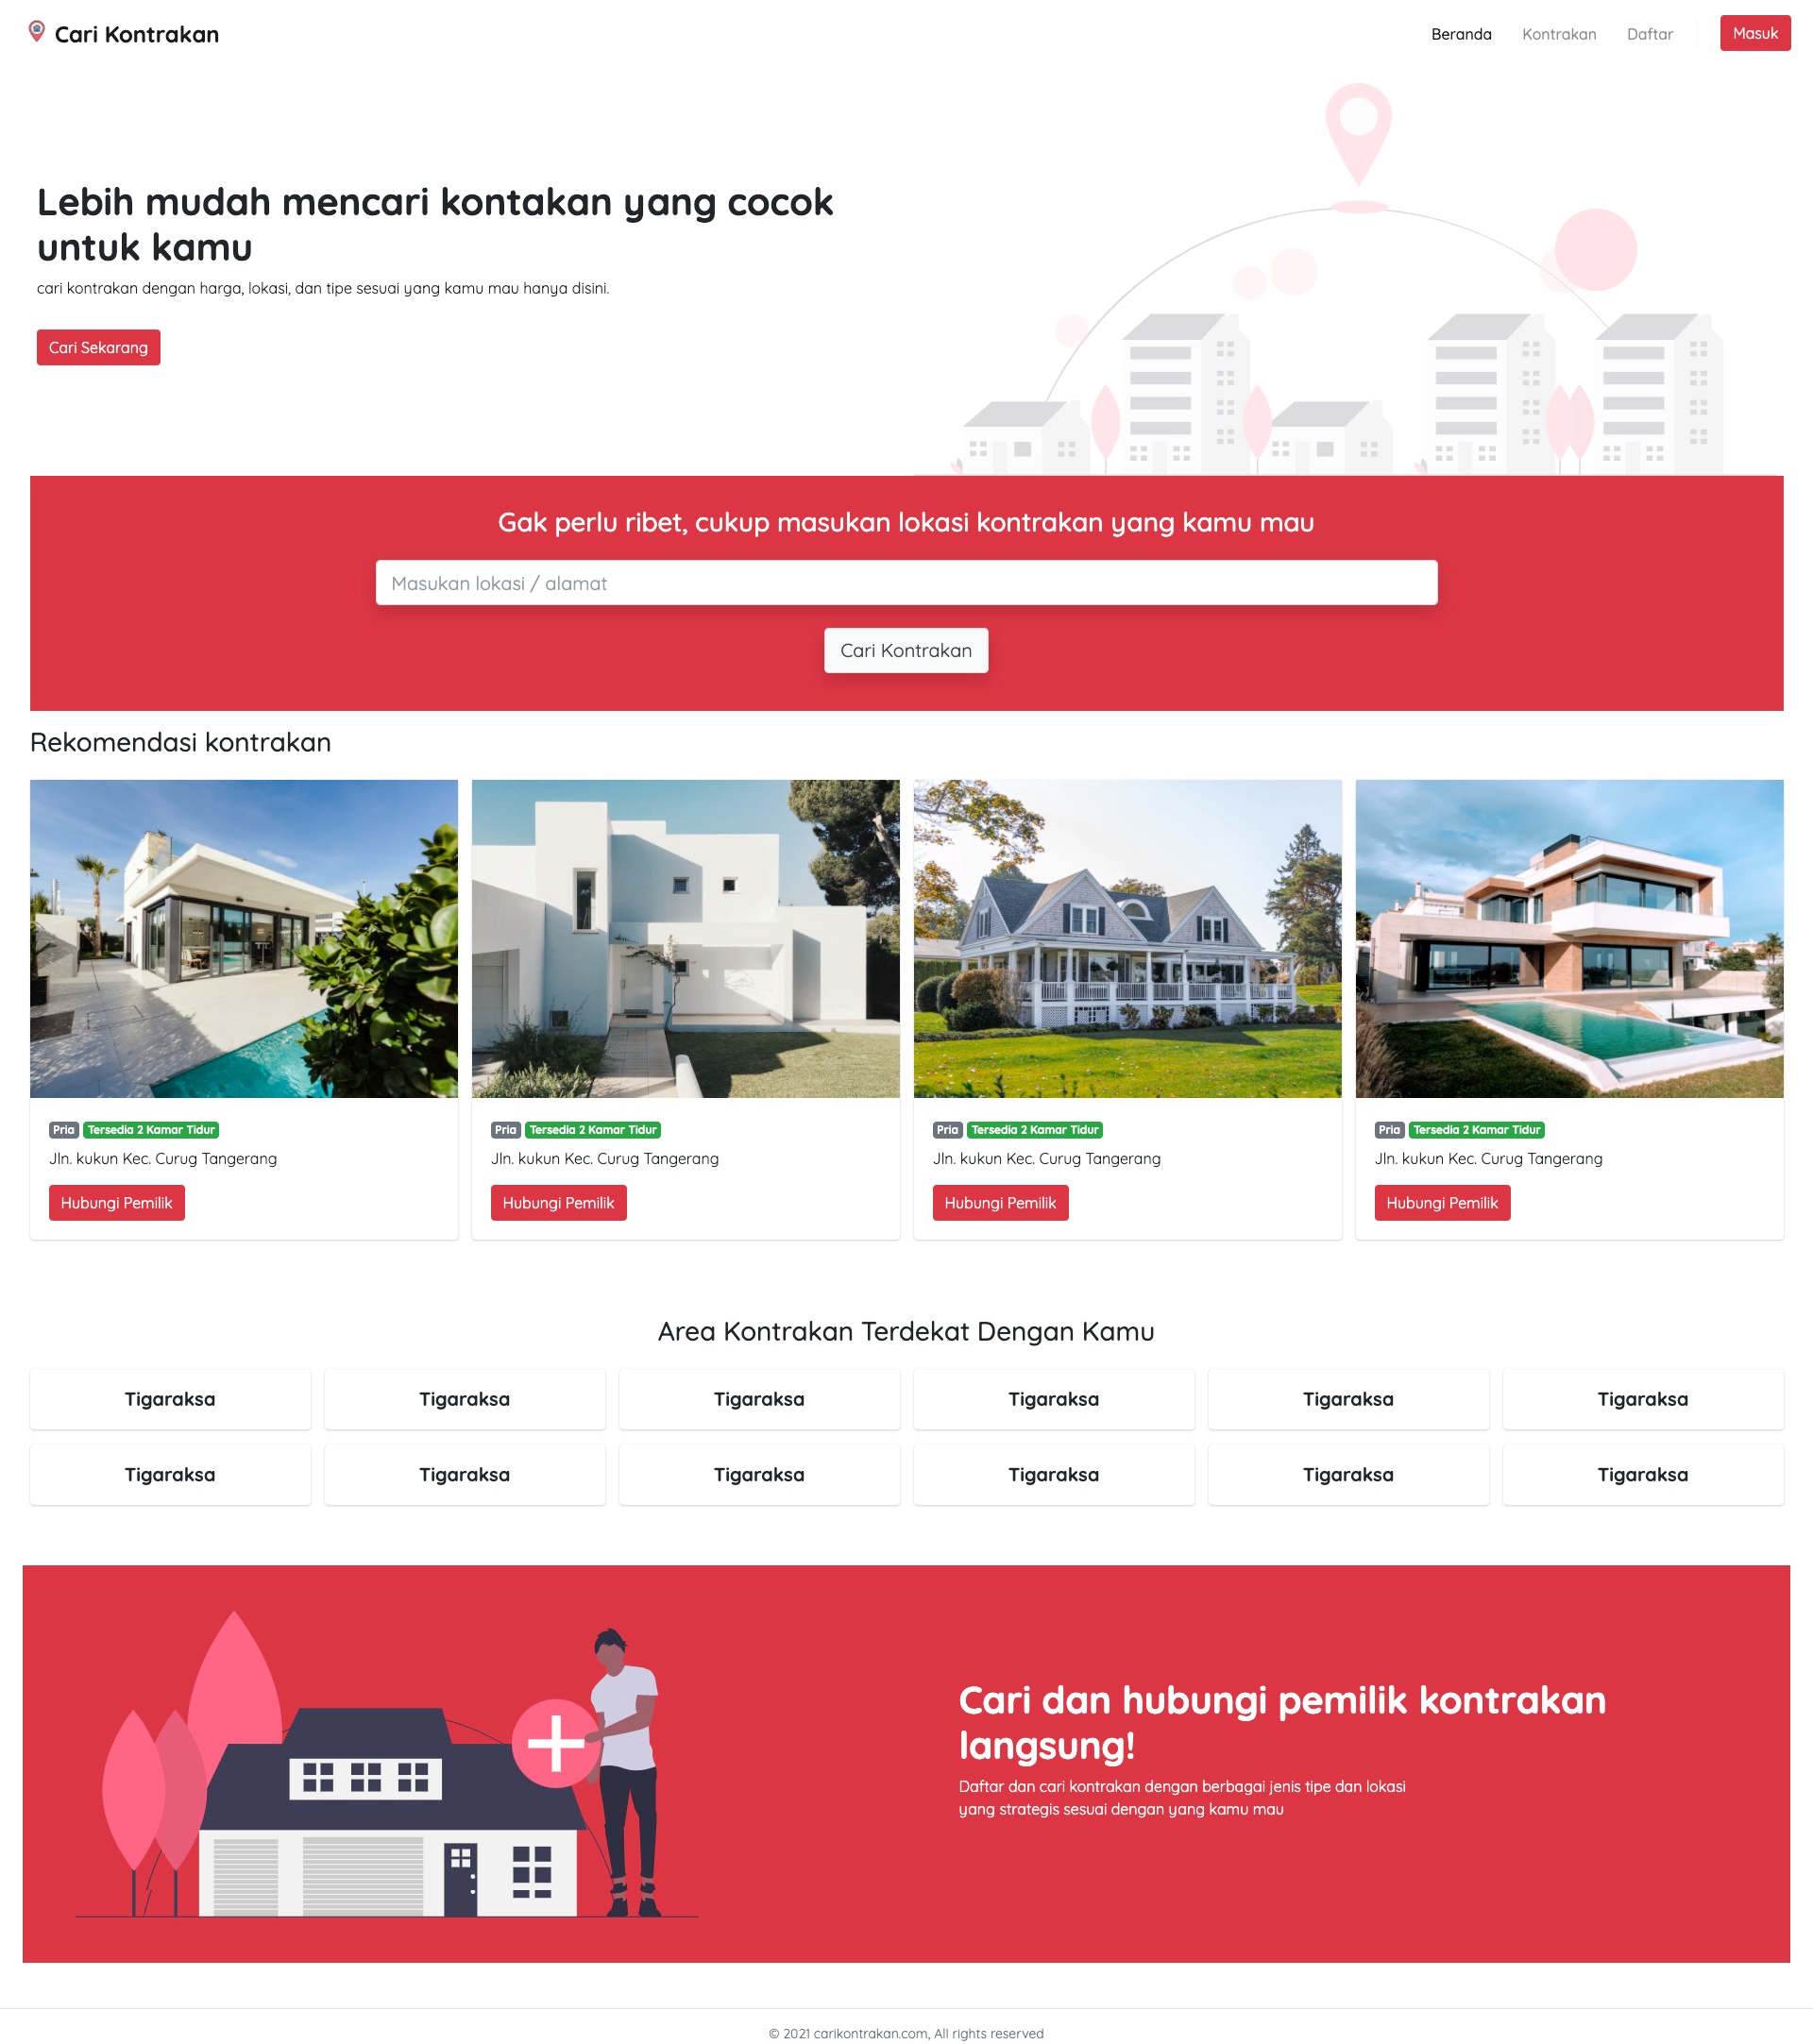 Cari Kontrakan
Beranda
Kontrakan
Daftar
Masuk
Lebih mudah mencari kontakan yang cocok
untuk kamu
cari kontrakan dengan harga, lokasi, dan tipe sesuai yang kamu mau hanya disini.
Cari Sekarang
Gak perlu ribet, cukup masukan lokasi kontrakan yang kamu mau
Masukan lokasi / alamat
Cari Kontrakan
Rekomendasi kontrakan
Pria Tersedia 2 Kamar Tidur
Jln. kukun Kec. Curug Tangerang
Hubungi Pemilik
Pria Tersedia 2 Kamar Tidur
Jln. kukun Kec. Curug Tangerang
Hubungi Pemilik
Pria Tersedia 2 Kamar Tidur
Jln. kukun Kec. Curug Tangerang
Hubungi Pemilik
Pria Tersedia 2 Kamar Tidur
Jln. kukun Kec. Curug Tangerang
Hubungi Pemilik
Area Kontrakan Terdekat Dengan Kamu
Tigaraksa
Tigaraksa
Tigaraksa
Tigaraksa
Tigaraksa
Tigaraksa
Tigaraksa
Tigaraksa
Tigaraksa
Tigaraksa
Tigaraksa
Tigaraksa
Cari dan hubungi pemilik kontrakan
langsung!
Daftar dan cari kontrakan dengan berbagai jenis tipe dan lokasi
yang strategis sesuai dengan yang kamu mau
© 2021 carikontrakan.com, All rights reserved